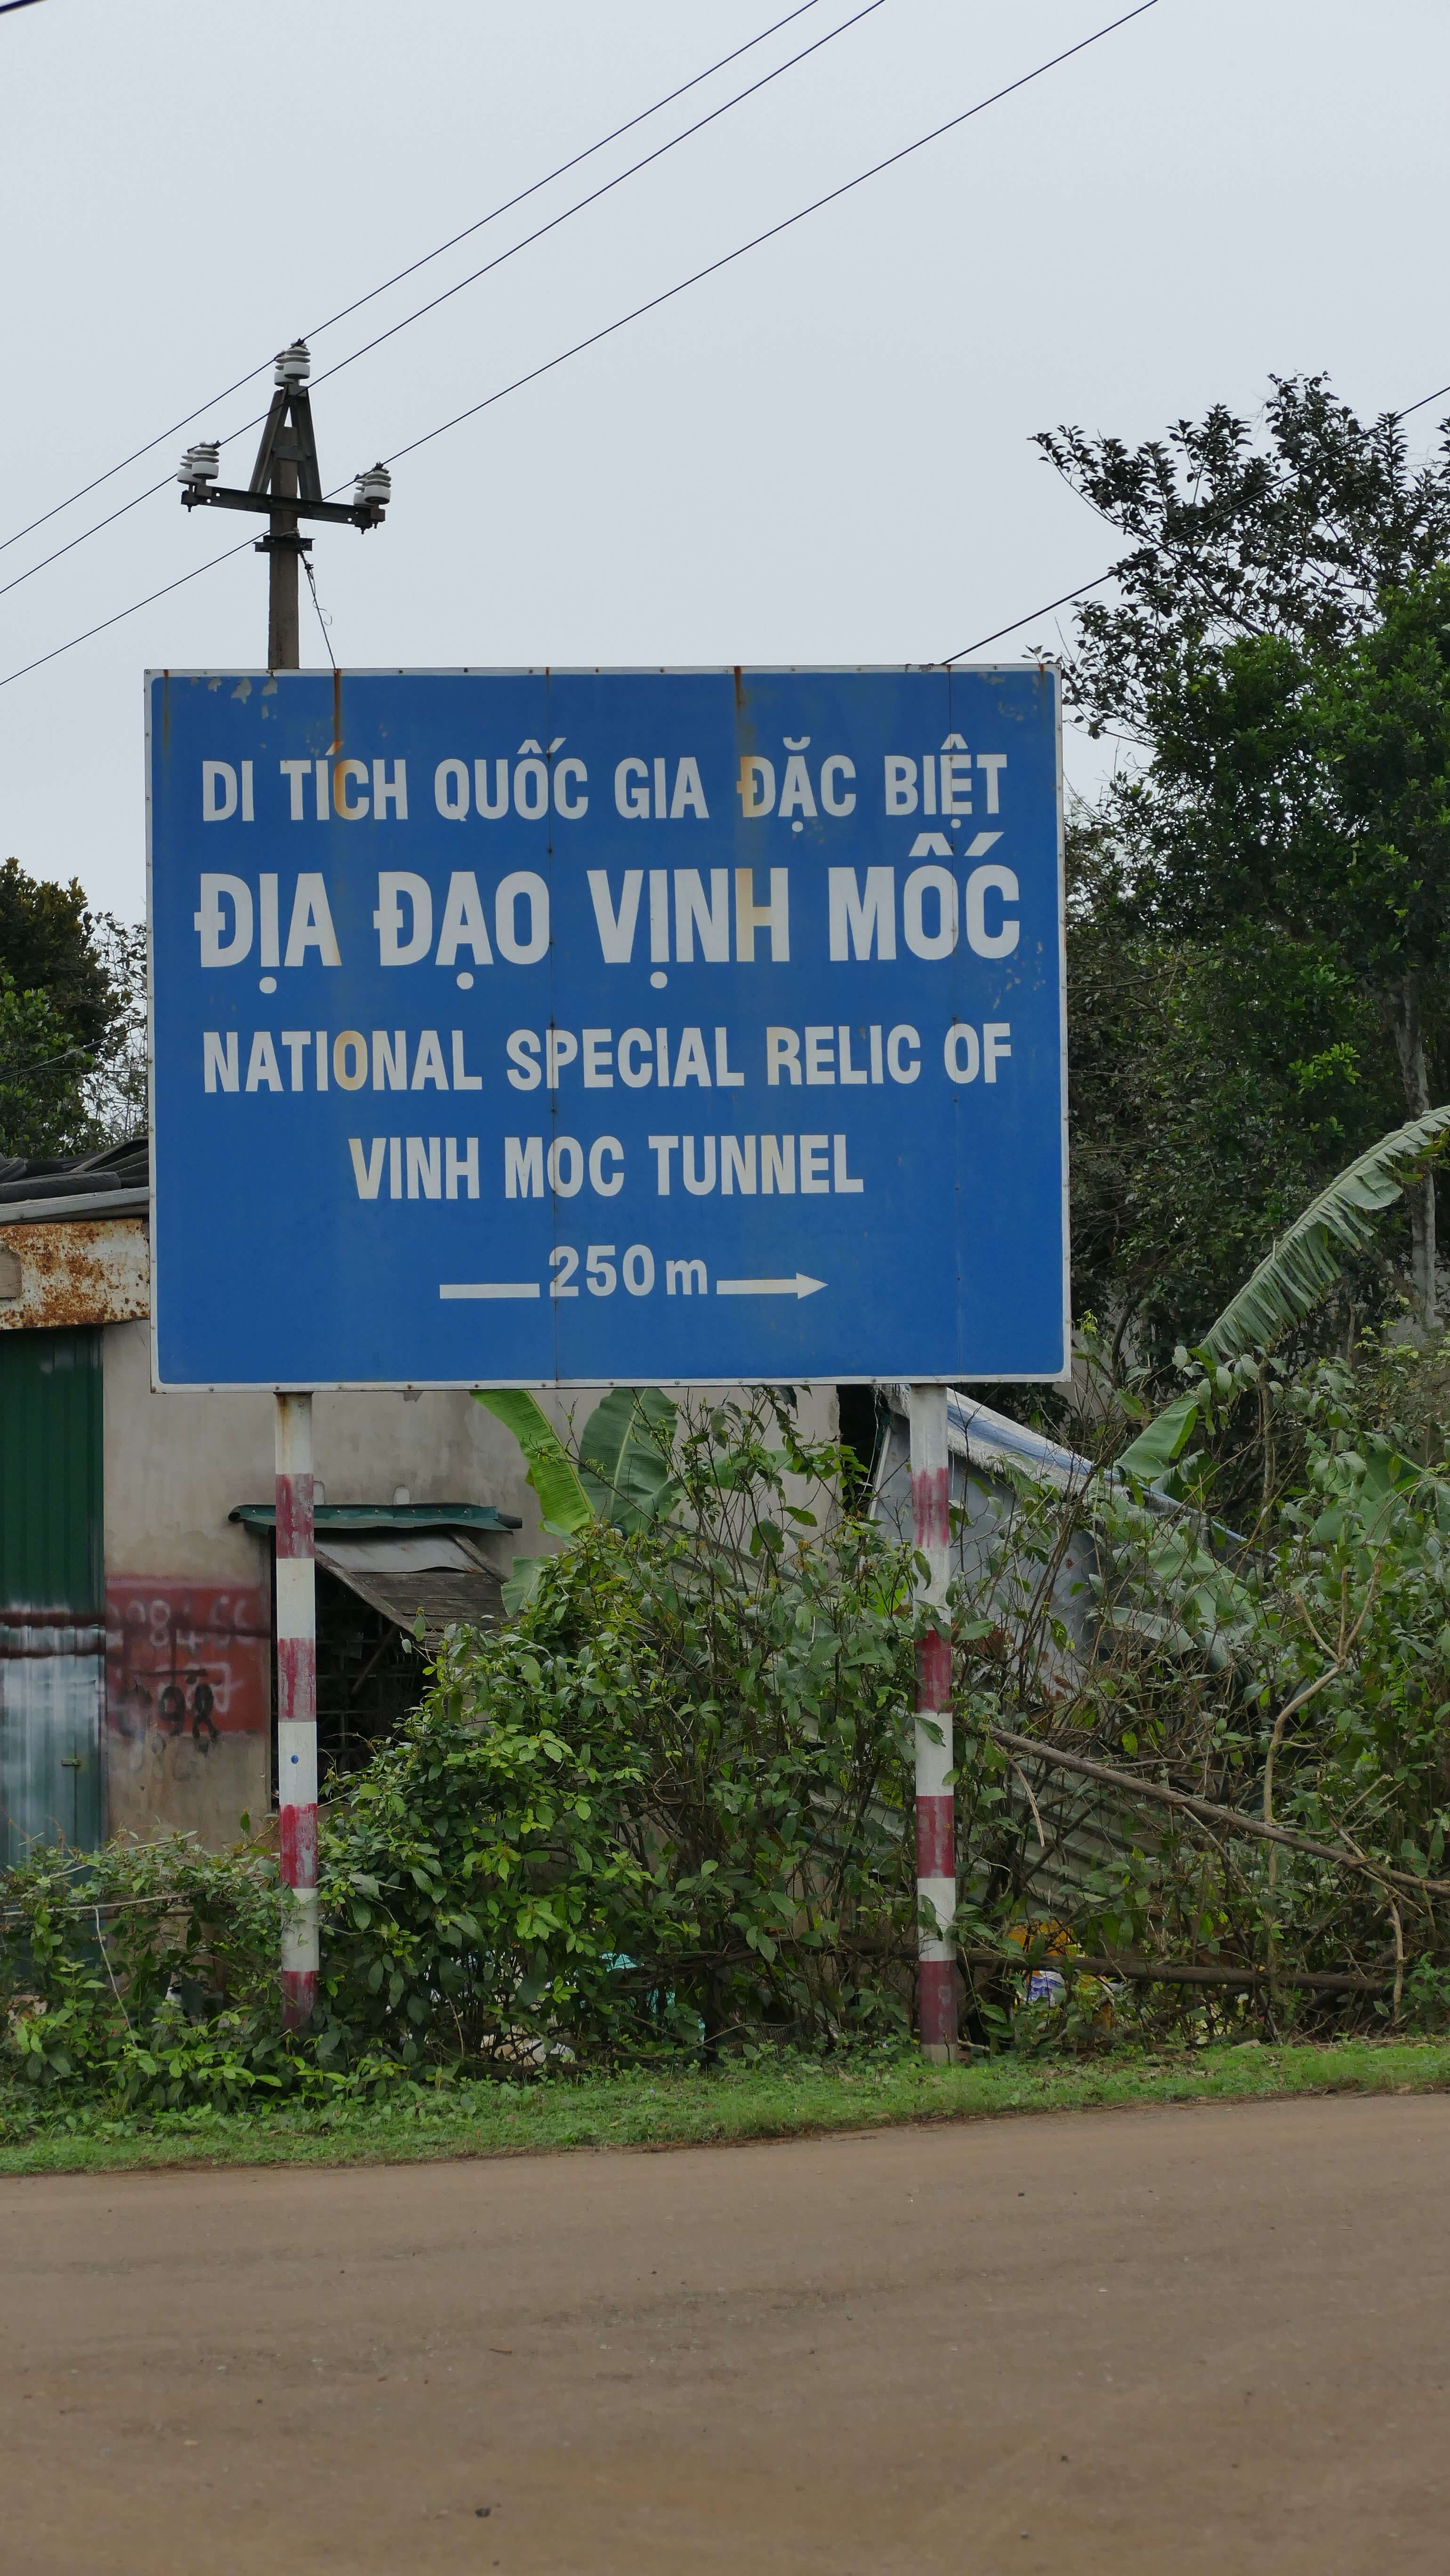 DI TÍCH QUỐC GIA ĐẶC BIỆT
ĐỊA ĐẠO VỊNH MỐC
NATIONAL SPECIAL RELIC OF
VINH MOC TUNNEL
250m